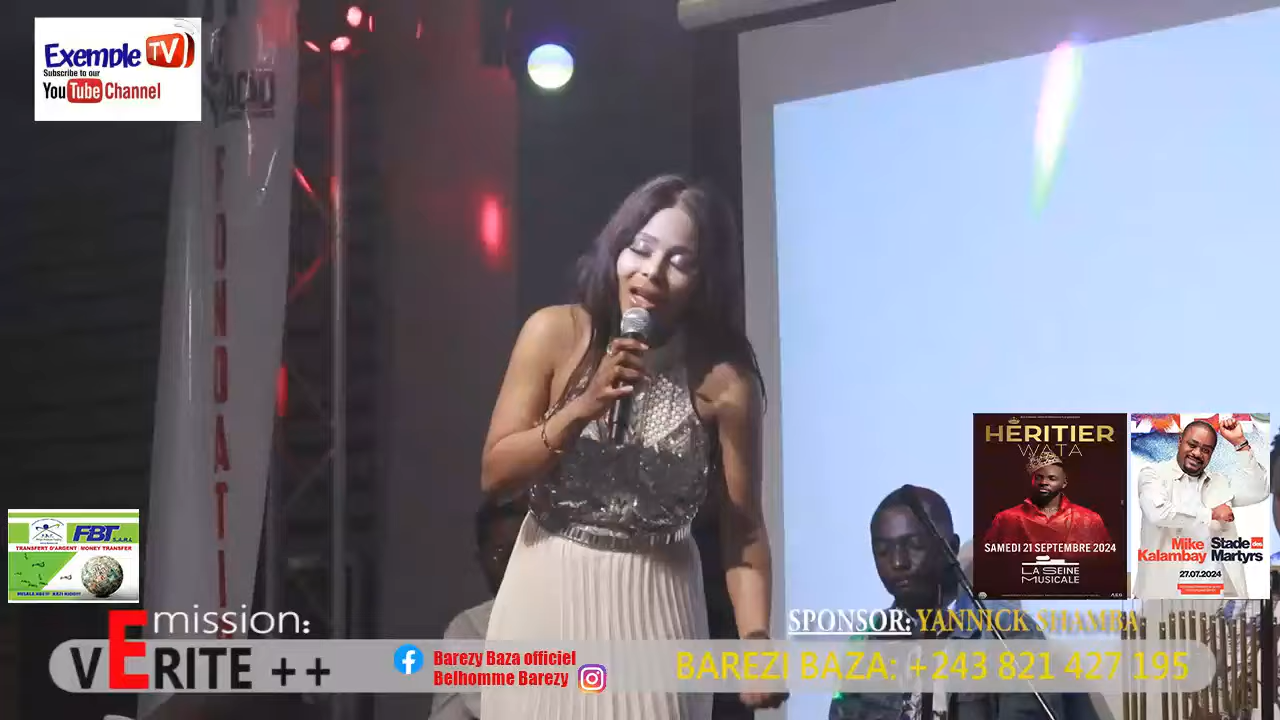 Exemple TV
Subscribe to our
YouTube Channel
FONDATI
HÉRITIER
WATA
SAMEDI 21 SEPTEMBRE 2024
LA SEINE
MUSICALE
Mike Kalambay
Stade des Martyrs
27.07.2024
FBT S.A.R.L
TRANSFERT D'ARGENT - MONEY TRANSFER
Emission:
VERITE ++
Barezy Baza officiel
Belhomme Barezy
SPONSOR: YANNICK SHAMBA
BAREZI BAZA: +243 821 427 195